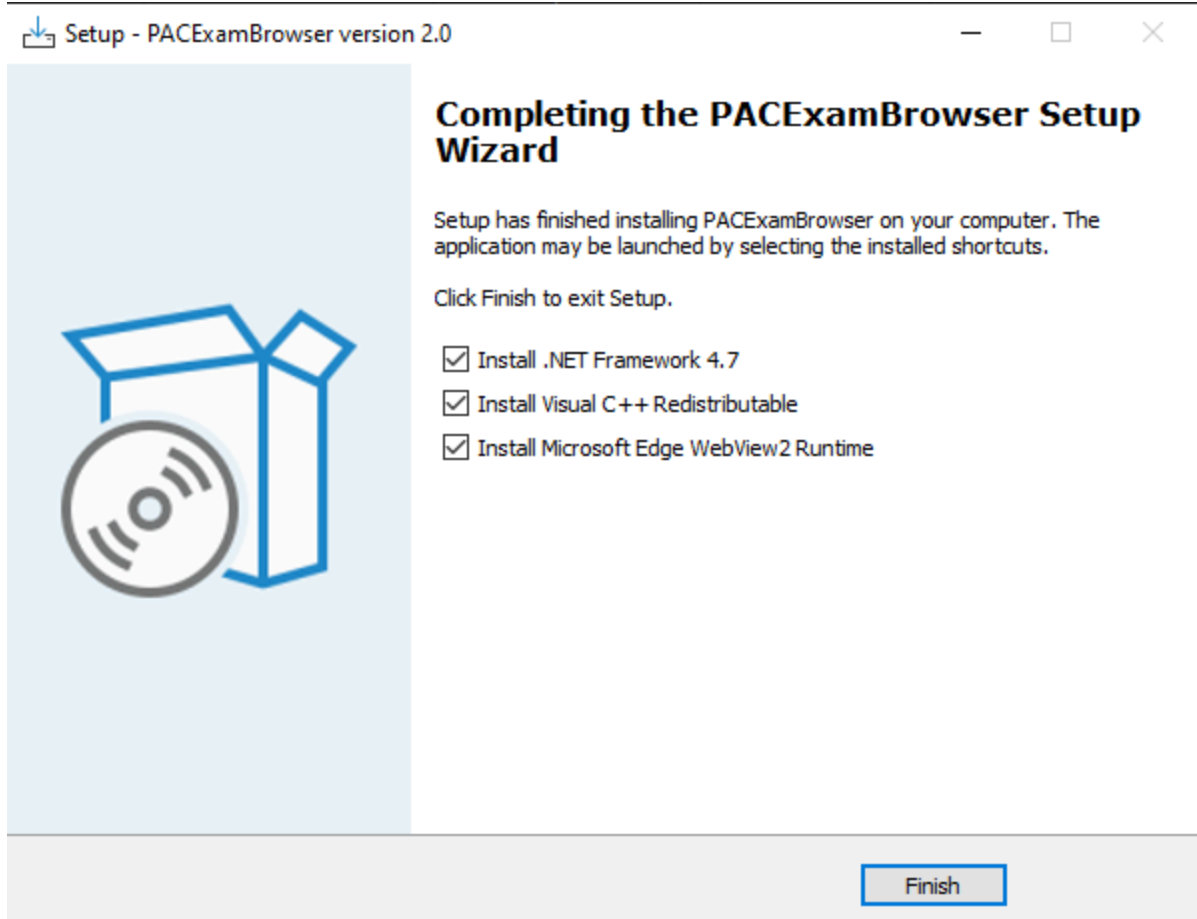 Setup - PACExamBrowser version 2.0
Completing the PACExamBrowser Setup
Wizard
Setup has finished installing PACExamBrowser on your computer. The
application may be launched by selecting the installed shortcuts.
Click Finish to exit Setup.
Install .NET Framework 4.7
Install Visual C++ Redistributable
Install Microsoft Edge WebView2 Runtime
Finish